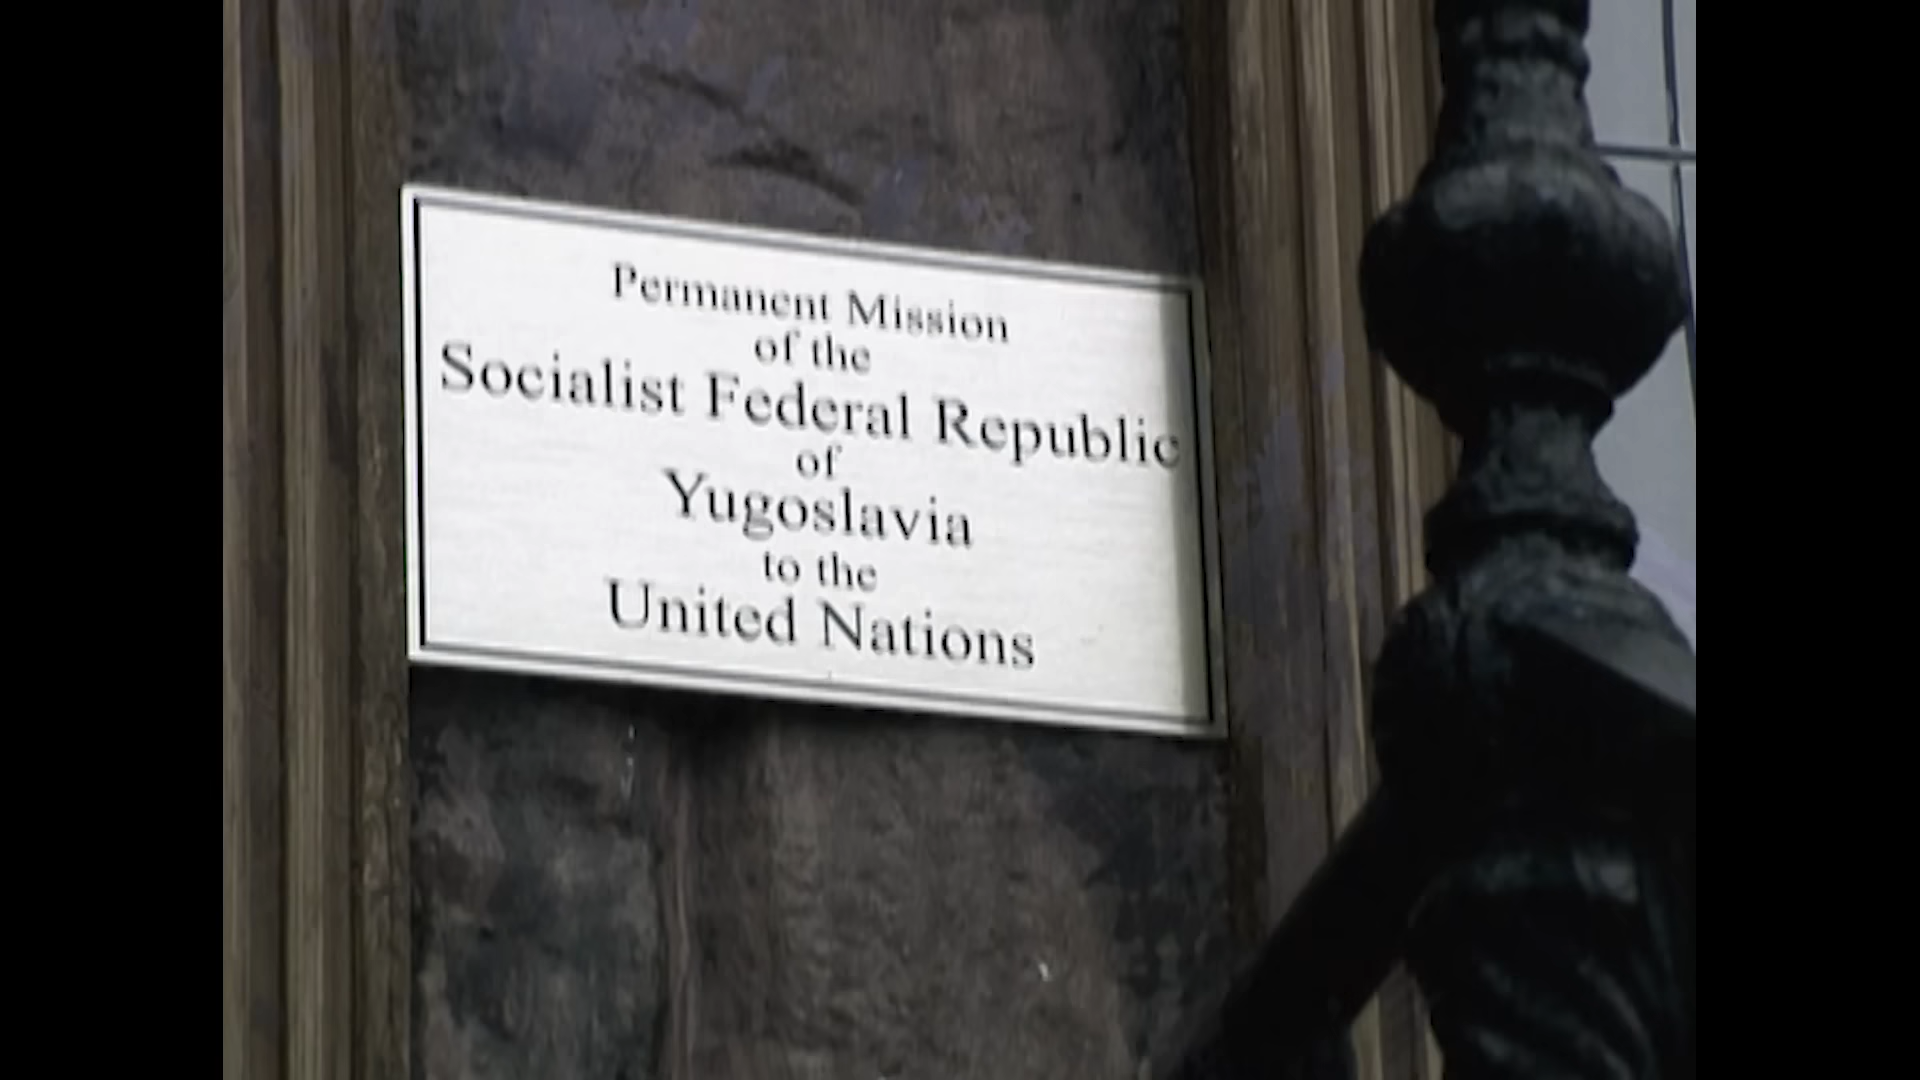 Permanent Mission
of the
Socialist Federal Republic
of
Yugoslavia
to the
United Nations